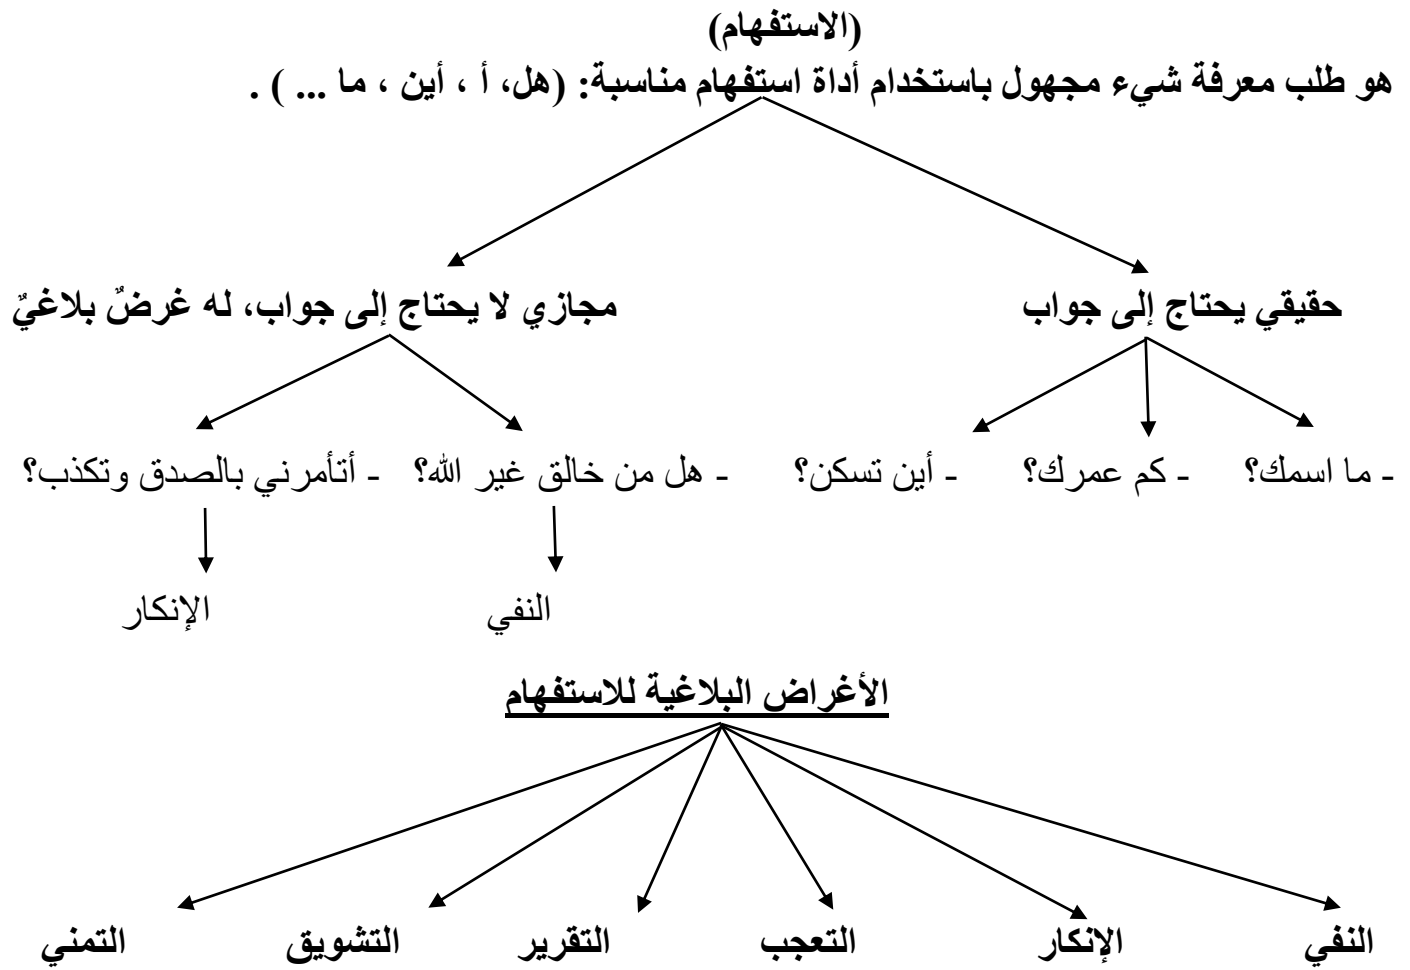 (الاستفهام)
هو طلب معرفة شيء مجهول باستخدام أداة استفهام مناسبة: (هل، أ ، أين ، ما ... ) .
حقيقي يحتاج إلى جواب
مجازي لا يحتاج إلى جواب، له غرضٌ بلاغيٌ
- ما اسمك؟ - كم عمرك؟ - أين تسكن؟ - هل من خالق غير الله؟ - أتأمرني بالصدق وتكذب؟
النفي
الإنكار
الأغراض البلاغية للاستفهام
النفي الإنكار التعجب التقرير التشويق التمني